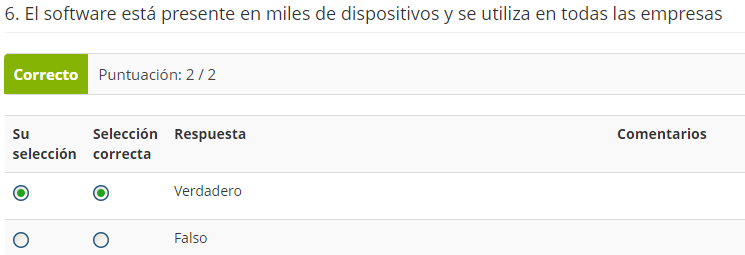 6. El software está presente en miles de dispositivos y se utiliza en todas las empresas
Correcto Puntuación: 2 / 2
Su selección Selección correcta Respuesta Comentarios
Verdadero
Falso